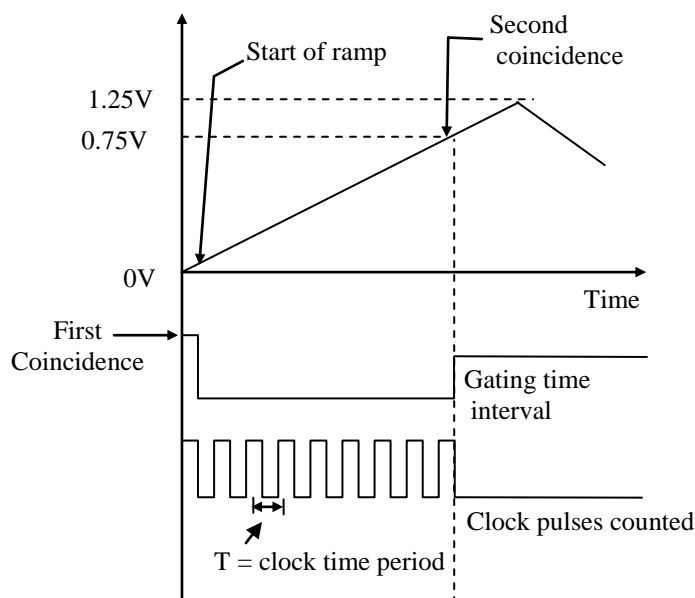 Second
coincidence
Start of ramp
1.25V
0.75V
0V
Time
First
Coincidence
Gating time
interval
Clock pulses counted
T = clock time period